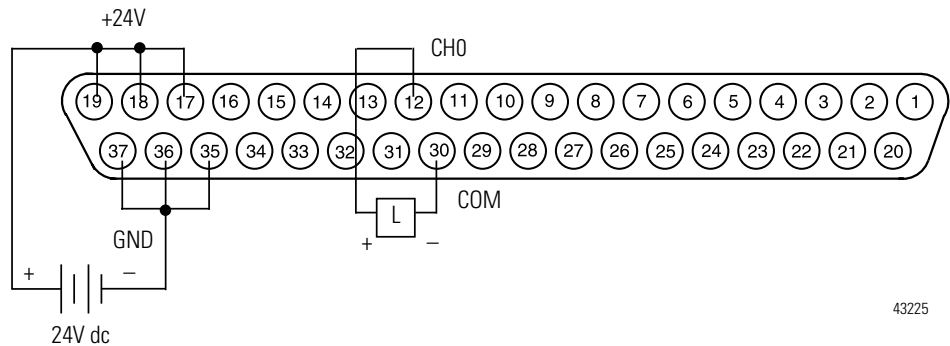 +24V
CH0
19 18 17 16 15 14 13 12 11 10 9 8 7 6 5 4 3 2 1
37 36 35 34 33 32 31 30 29 28 27 26 25 24 23 22 21 20
COM
L
GND
+ –
+ –
24V dc
43225